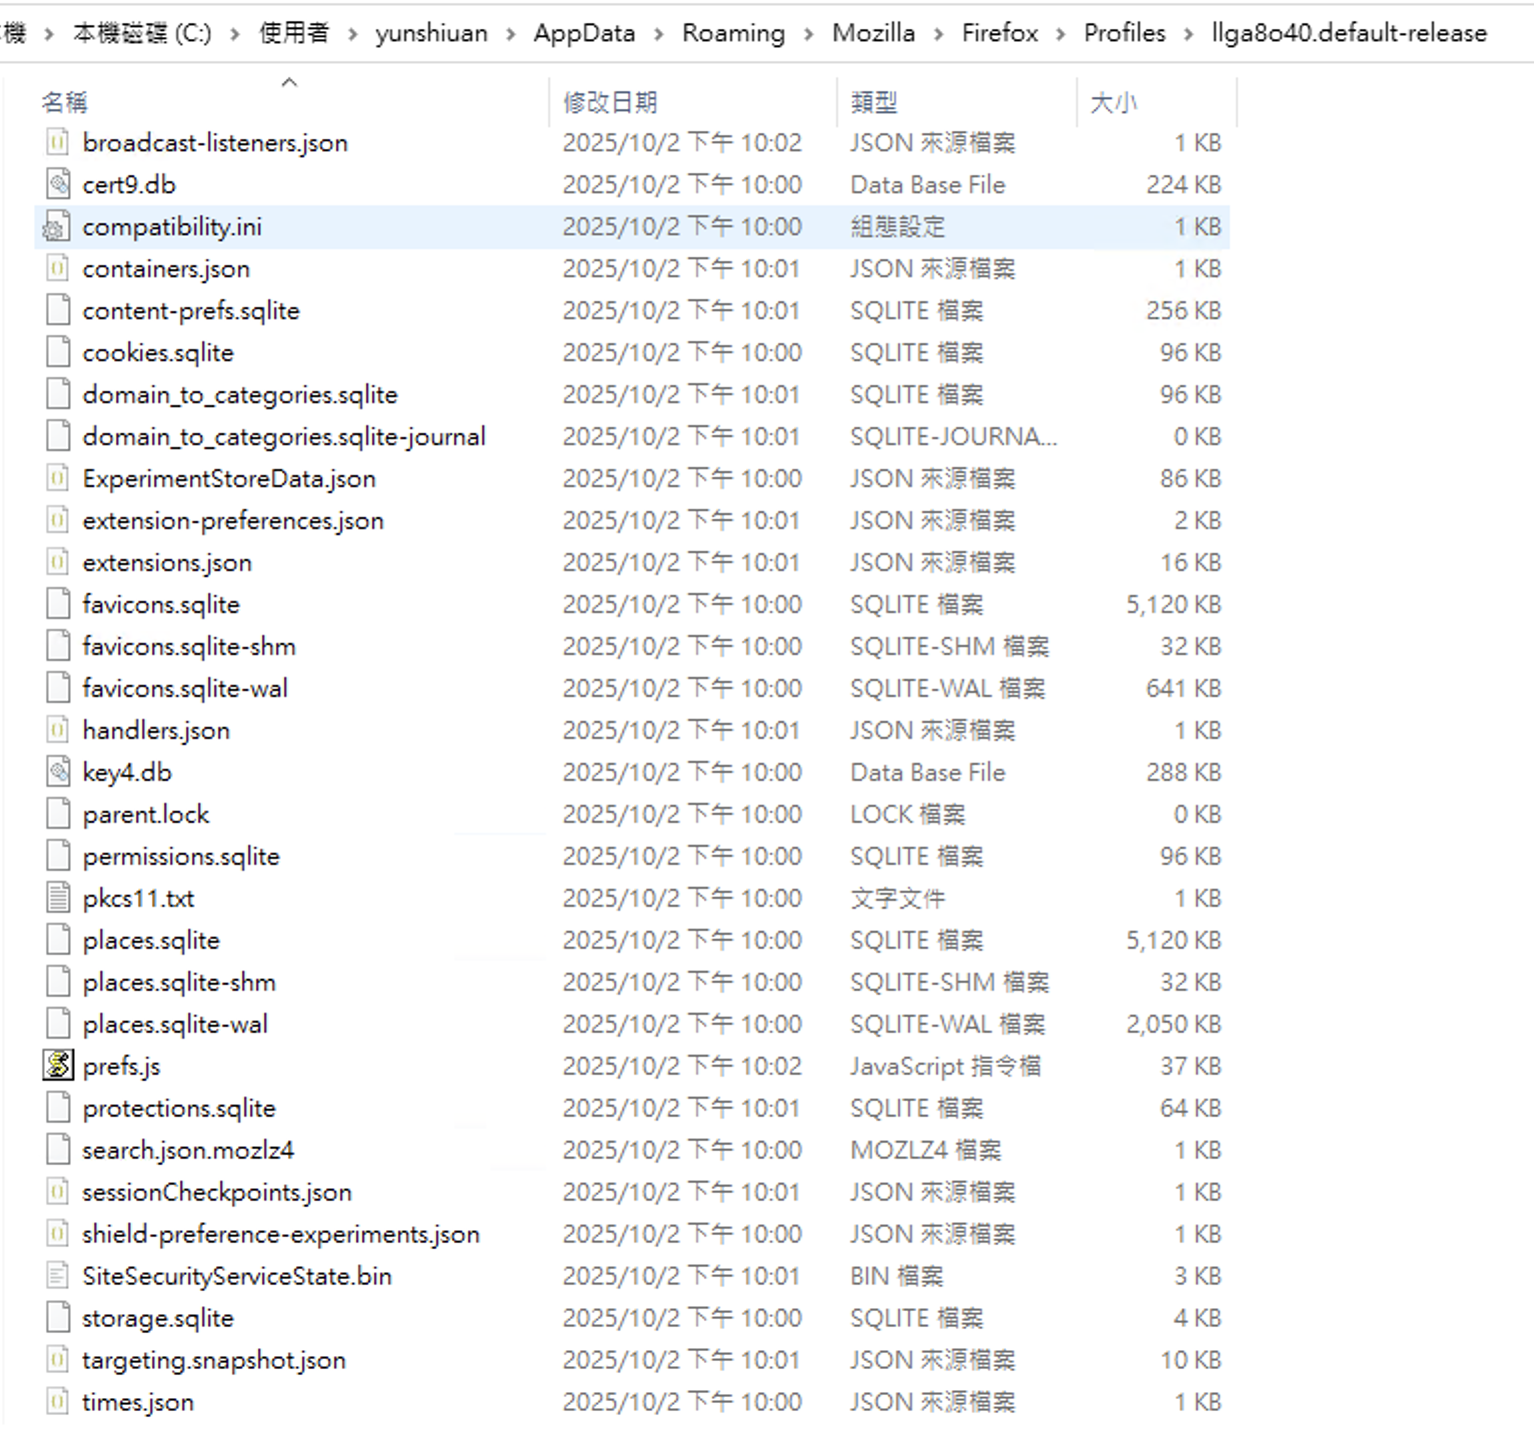 機 › 本機磁碟 (C:) › 使用者 › yunshiuan › AppData › Roaming › Mozilla › Firefox › Profiles › llga8o40.default-release
名稱 修改日期 類型 大小
broadcast-listeners.json 2025/10/2 下午 10:02 JSON 來源檔案 1 KB
cert9.db 2025/10/2 下午 10:00 Data Base File 224 KB
compatibility.ini 2025/10/2 下午 10:00 組態設定 1 KB
containers.json 2025/10/2 下午 10:01 JSON 來源檔案 1 KB
content-prefs.sqlite 2025/10/2 下午 10:01 SQLITE 檔案 256 KB
cookies.sqlite 2025/10/2 下午 10:00 SQLITE 檔案 96 KB
domain_to_categories.sqlite 2025/10/2 下午 10:01 SQLITE 檔案 96 KB
domain_to_categories.sqlite-journal 2025/10/2 下午 10:01 SQLITE-JOURNA... 0 KB
ExperimentStoreData.json 2025/10/2 下午 10:00 JSON 來源檔案 86 KB
extension-preferences.json 2025/10/2 下午 10:01 JSON 來源檔案 2 KB
extensions.json 2025/10/2 下午 10:01 JSON 來源檔案 16 KB
favicons.sqlite 2025/10/2 下午 10:00 SQLITE 檔案 5,120 KB
favicons.sqlite-shm 2025/10/2 下午 10:00 SQLITE-SHM 檔案 32 KB
favicons.sqlite-wal 2025/10/2 下午 10:00 SQLITE-WAL 檔案 641 KB
handlers.json 2025/10/2 下午 10:01 JSON 來源檔案 1 KB
key4.db 2025/10/2 下午 10:00 Data Base File 288 KB
parent.lock 2025/10/2 下午 10:00 LOCK 檔案 0 KB
permissions.sqlite 2025/10/2 下午 10:00 SQLITE 檔案 96 KB
pkcs11.txt 2025/10/2 下午 10:00 文字文件 1 KB
places.sqlite 2025/10/2 下午 10:00 SQLITE 檔案 5,120 KB
places.sqlite-shm 2025/10/2 下午 10:00 SQLITE-SHM 檔案 32 KB
places.sqlite-wal 2025/10/2 下午 10:00 SQLITE-WAL 檔案 2,050 KB
prefs.js 2025/10/2 下午 10:02 JavaScript 指令檔 37 KB
protections.sqlite 2025/10/2 下午 10:01 SQLITE 檔案 64 KB
search.json.mozlz4 2025/10/2 下午 10:00 MOZLZ4 檔案 1 KB
sessionCheckpoints.json 2025/10/2 下午 10:01 JSON 來源檔案 1 KB
shield-preference-experiments.json 2025/10/2 下午 10:00 JSON 來源檔案 1 KB
SiteSecurityServiceState.bin 2025/10/2 下午 10:01 BIN 檔案 3 KB
storage.sqlite 2025/10/2 下午 10:00 SQLITE 檔案 4 KB
targeting.snapshot.json 2025/10/2 下午 10:01 JSON 來源檔案 10 KB
times.json 2025/10/2 下午 10:00 JSON 來源檔案 1 KB